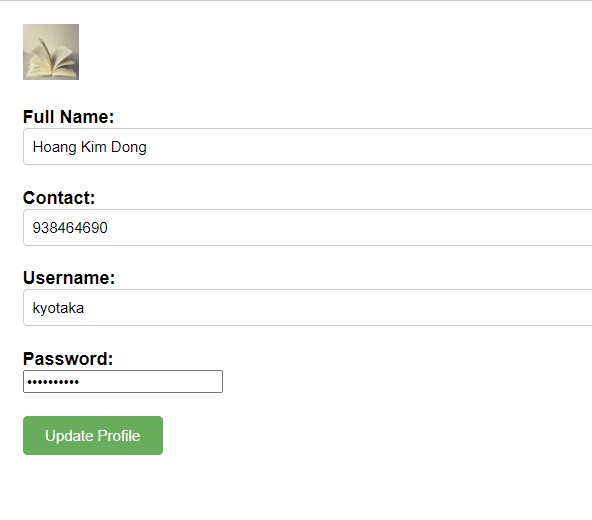 Full Name:
Hoang Kim Dong
Contact:
938464690
Username:
kyotaka
Password:
••••••••••
Update Profile